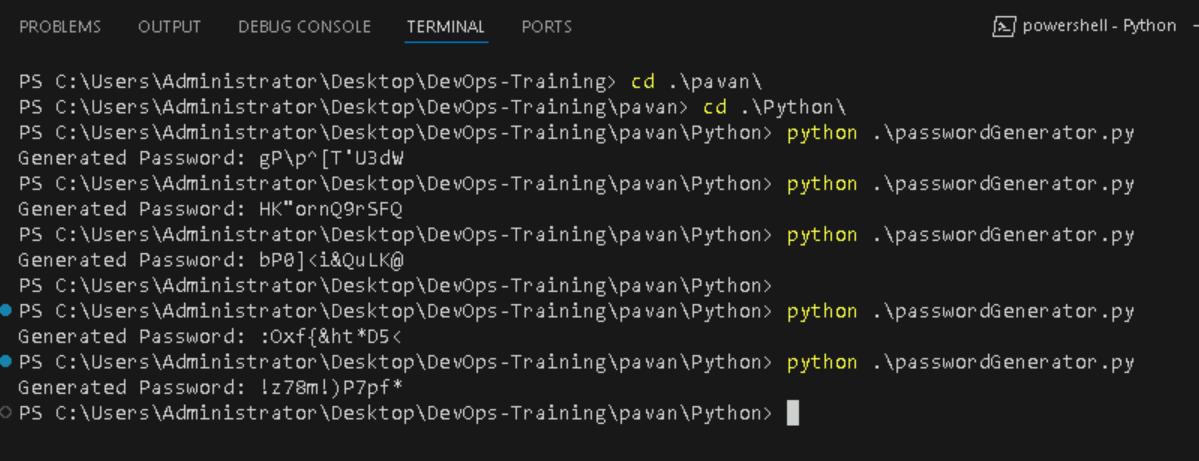 PROBLEMS OUTPUT DEBUG CONSOLE TERMINAL PORTS powershell - Python
PS C:\Users\Administrator\Desktop\DevOps-Training> cd .\pavan\
PS C:\Users\Administrator\Desktop\DevOps-Training\pavan> cd .\Python\
PS C:\Users\Administrator\Desktop\DevOps-Training\pavan\Python> python .\passwordGenerator.py
Generated Password: gP\p^[T'U3dW
PS C:\Users\Administrator\Desktop\DevOps-Training\pavan\Python> python .\passwordGenerator.py
Generated Password: HK"ornQ9rSFQ
PS C:\Users\Administrator\Desktop\DevOps-Training\pavan\Python> python .\passwordGenerator.py
Generated Password: bP0]<i&QuLK@
PS C:\Users\Administrator\Desktop\DevOps-Training\pavan\Python>
PS C:\Users\Administrator\Desktop\DevOps-Training\pavan\Python> python .\passwordGenerator.py
Generated Password: :Oxf{&ht*D5<
PS C:\Users\Administrator\Desktop\DevOps-Training\pavan\Python> python .\passwordGenerator.py
Generated Password: !z78m!)P7pf*
PS C:\Users\Administrator\Desktop\DevOps-Training\pavan\Python>